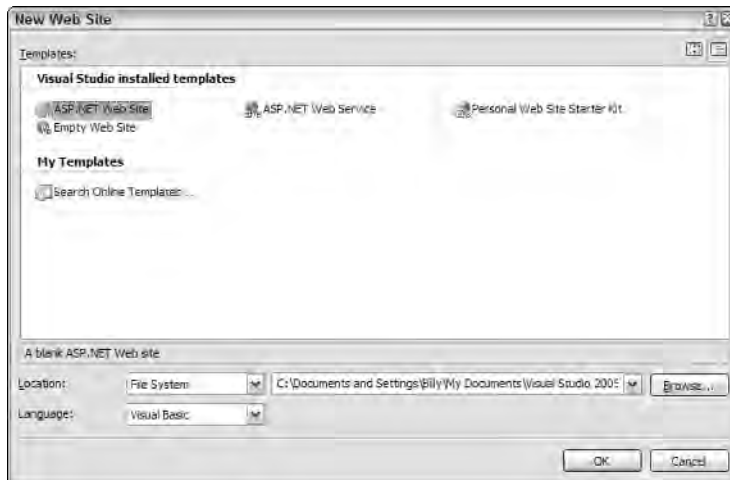 New Web Site
Templates:
Visual Studio installed templates
ASP.NET Web Site
ASP.NET Web Service
Personal Web Site Starter Kit
Empty Web Site
My Templates
Search Online Templates ...
A blank ASP.NET Web site
Location:
File System
C:\Documents and Settings\Billy\My Documents\Visual Studio 2005
Browse...
Language:
Visual Basic
OK
Cancel